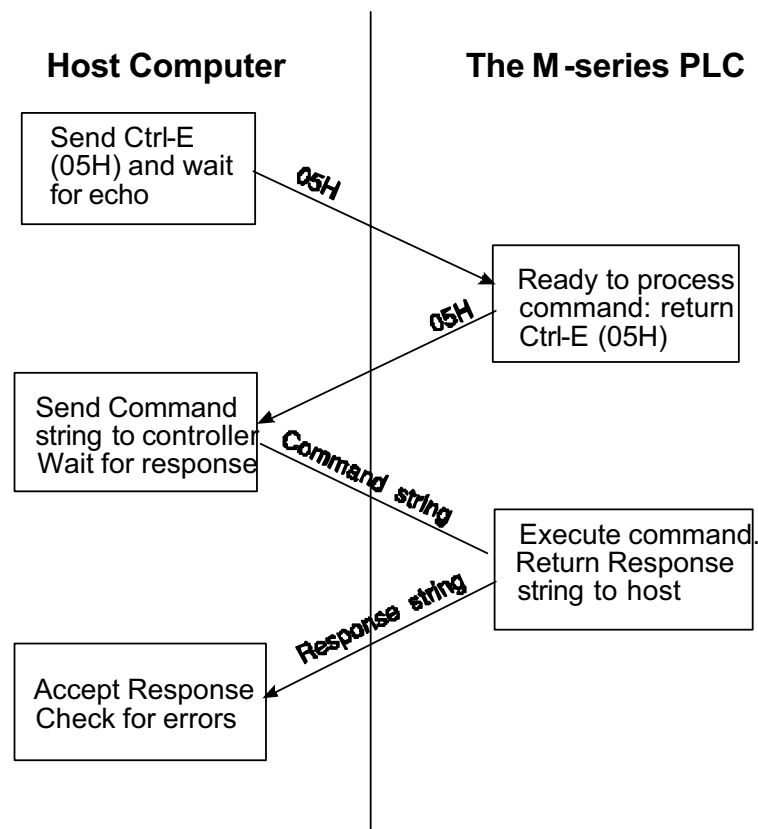 Host Computer
The M-series PLC
Send Ctrl-E
(05H) and wait
for echo
05H
Ready to process
command: return
Ctrl-E (05H)
05H
Send Command
string to controller
Wait for response
Command string
Execute command.
Return Response
string to host
Response string
Accept Response
Check for errors